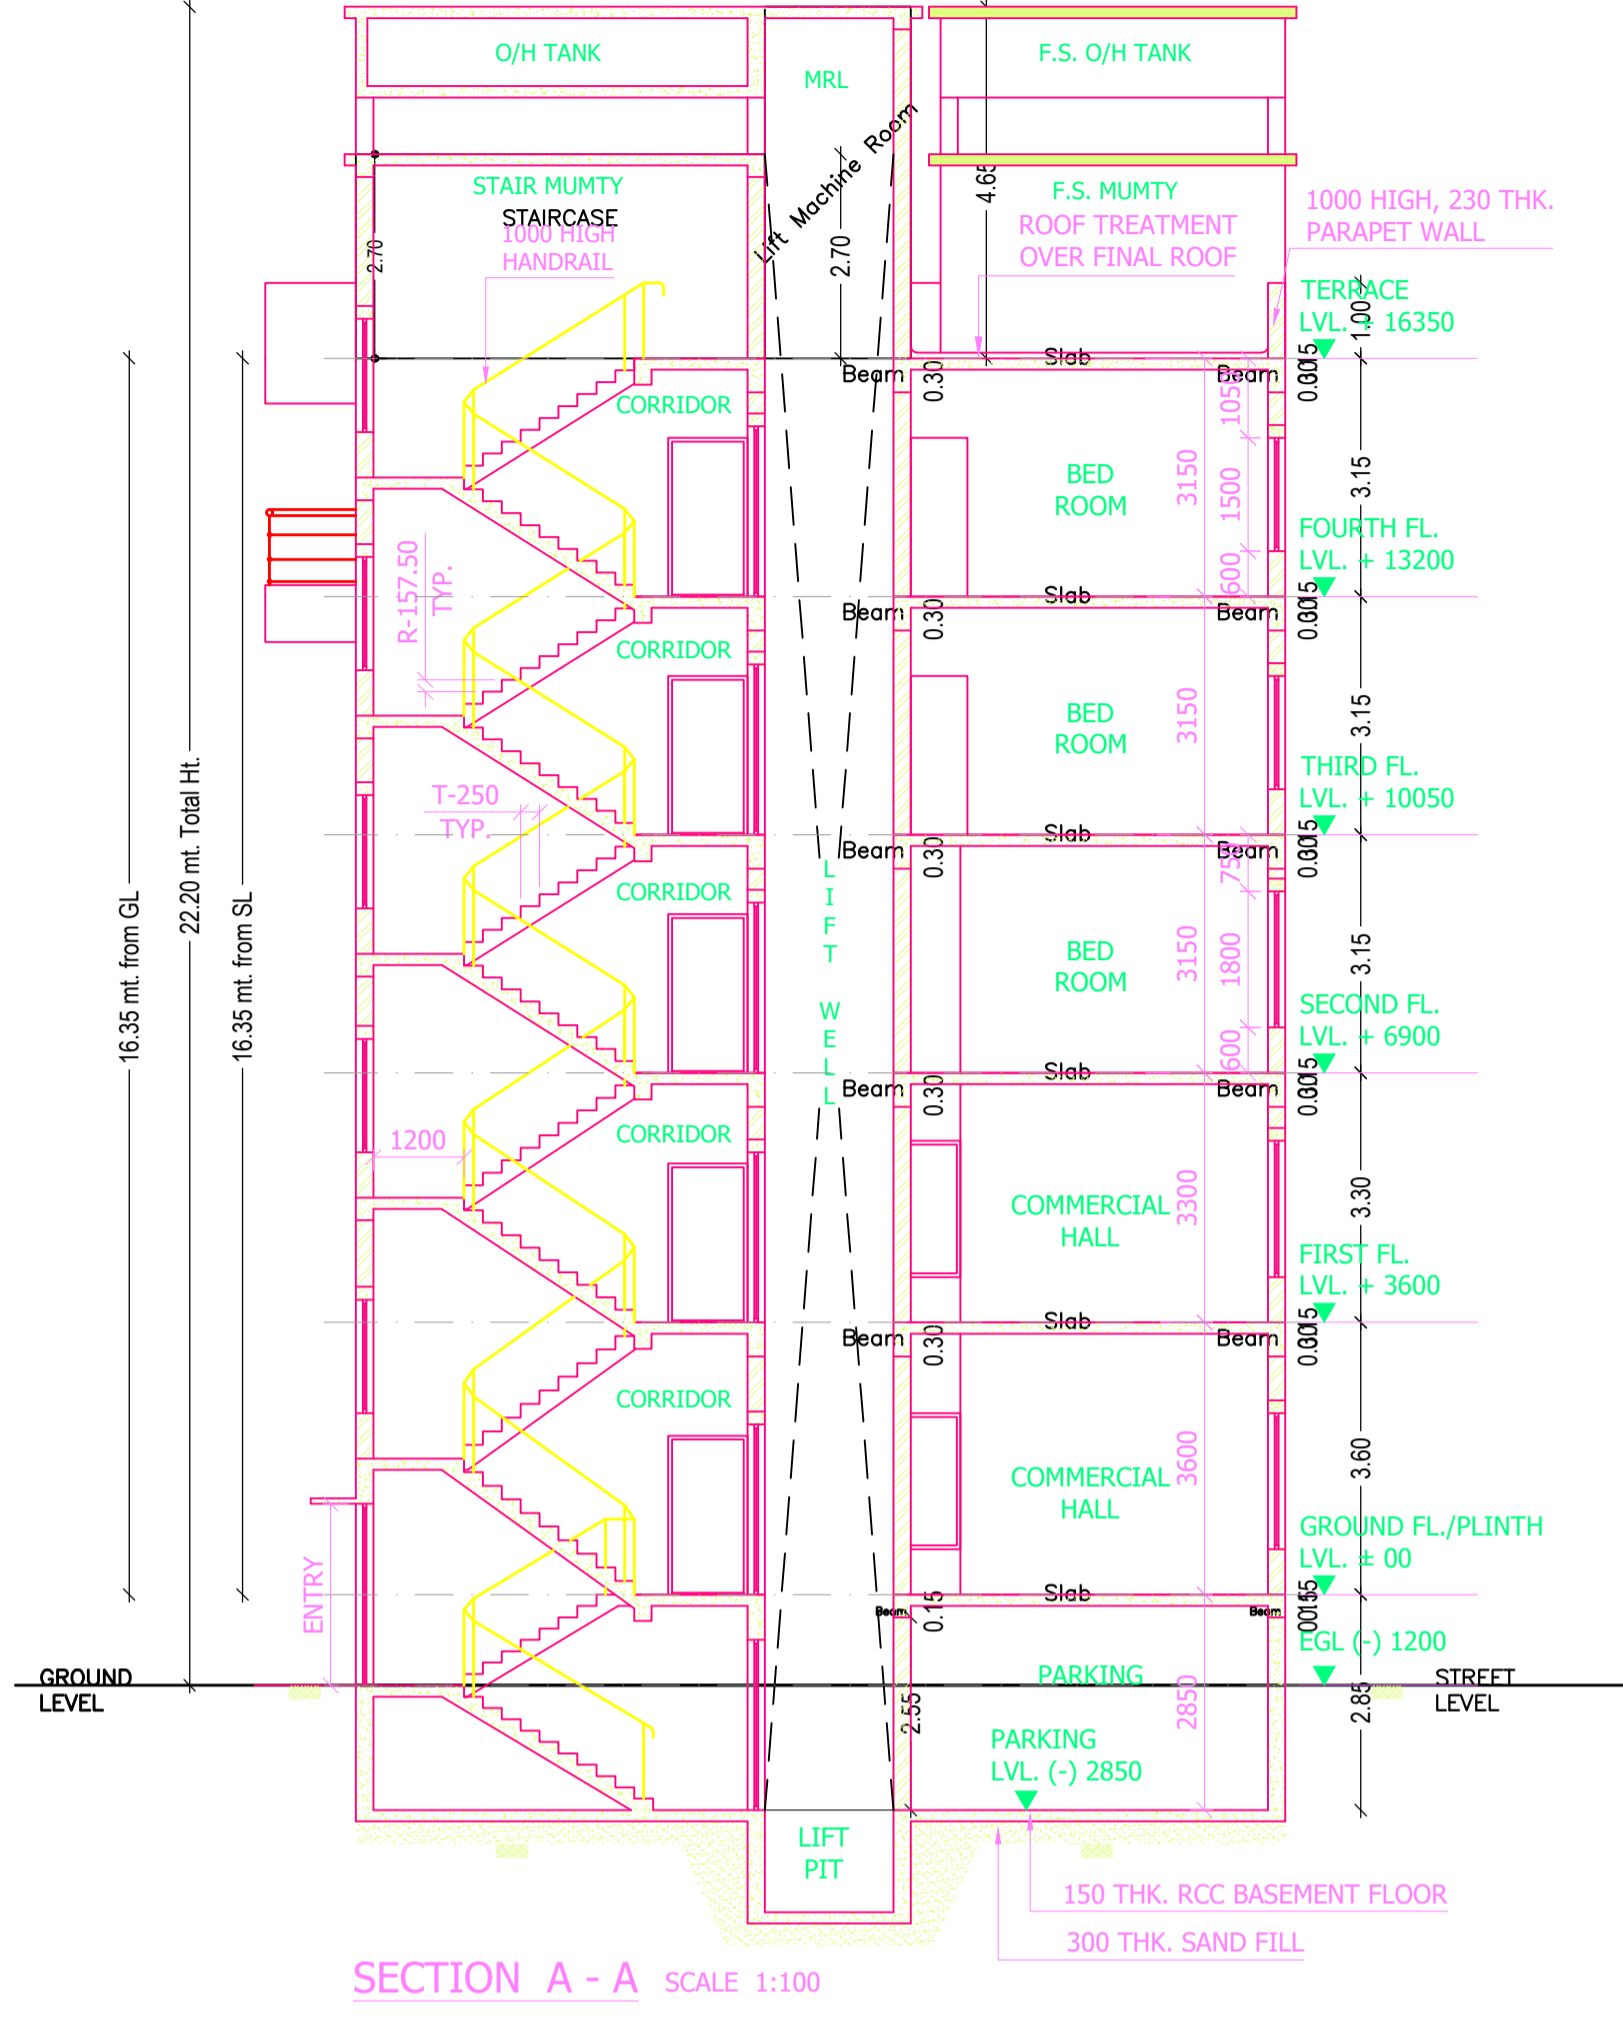 O/H TANK
MRL
F.S. O/H TANK
Lift Machine Room
4.65
STAIR MUMTY
STAIRCASE
1000 HIGH
HANDRAIL
2.70
2.70
F.S. MUMTY
ROOF TREATMENT
OVER FINAL ROOF
1000 HIGH, 230 THK.
PARAPET WALL
TERRACE
LVL. + 16350
1.00
Slab
Beam
0.30
Beam
CORRIDOR
1050
BED
ROOM
3150
1500
600
3.15
FOURTH FL.
LVL. + 13200
R-157.50
TYP.
Slab
Beam
0.30
Beam
CORRIDOR
BED
ROOM
3150
3.15
THIRD FL.
LVL. + 10050
T-250
TYP.
Slab
Beam
0.30
Beam
750
CORRIDOR
LIFT WELL
BED
ROOM
3150
1800
600
3.15
SECOND FL.
LVL. + 6900
22.20 mt. Total Ht.
16.35 mt. from GL
16.35 mt. from SL
Slab
Beam
0.30
Beam
1200
CORRIDOR
COMMERCIAL
HALL
3300
3.30
FIRST FL.
LVL. + 3600
Slab
Beam
0.30
Beam
CORRIDOR
COMMERCIAL
HALL
3600
3.60
GROUND FL./PLINTH
LVL. ± 00
ENTRY
Slab
Beam
0.15
Beam
EGL (-) 1200
GROUND
LEVEL
PARKING
STREET
LEVEL
2.55
2850
2.85
PARKING
LVL. (-) 2850
LIFT
PIT
150 THK. RCC BASEMENT FLOOR
300 THK. SAND FILL
SECTION A - A SCALE 1:100